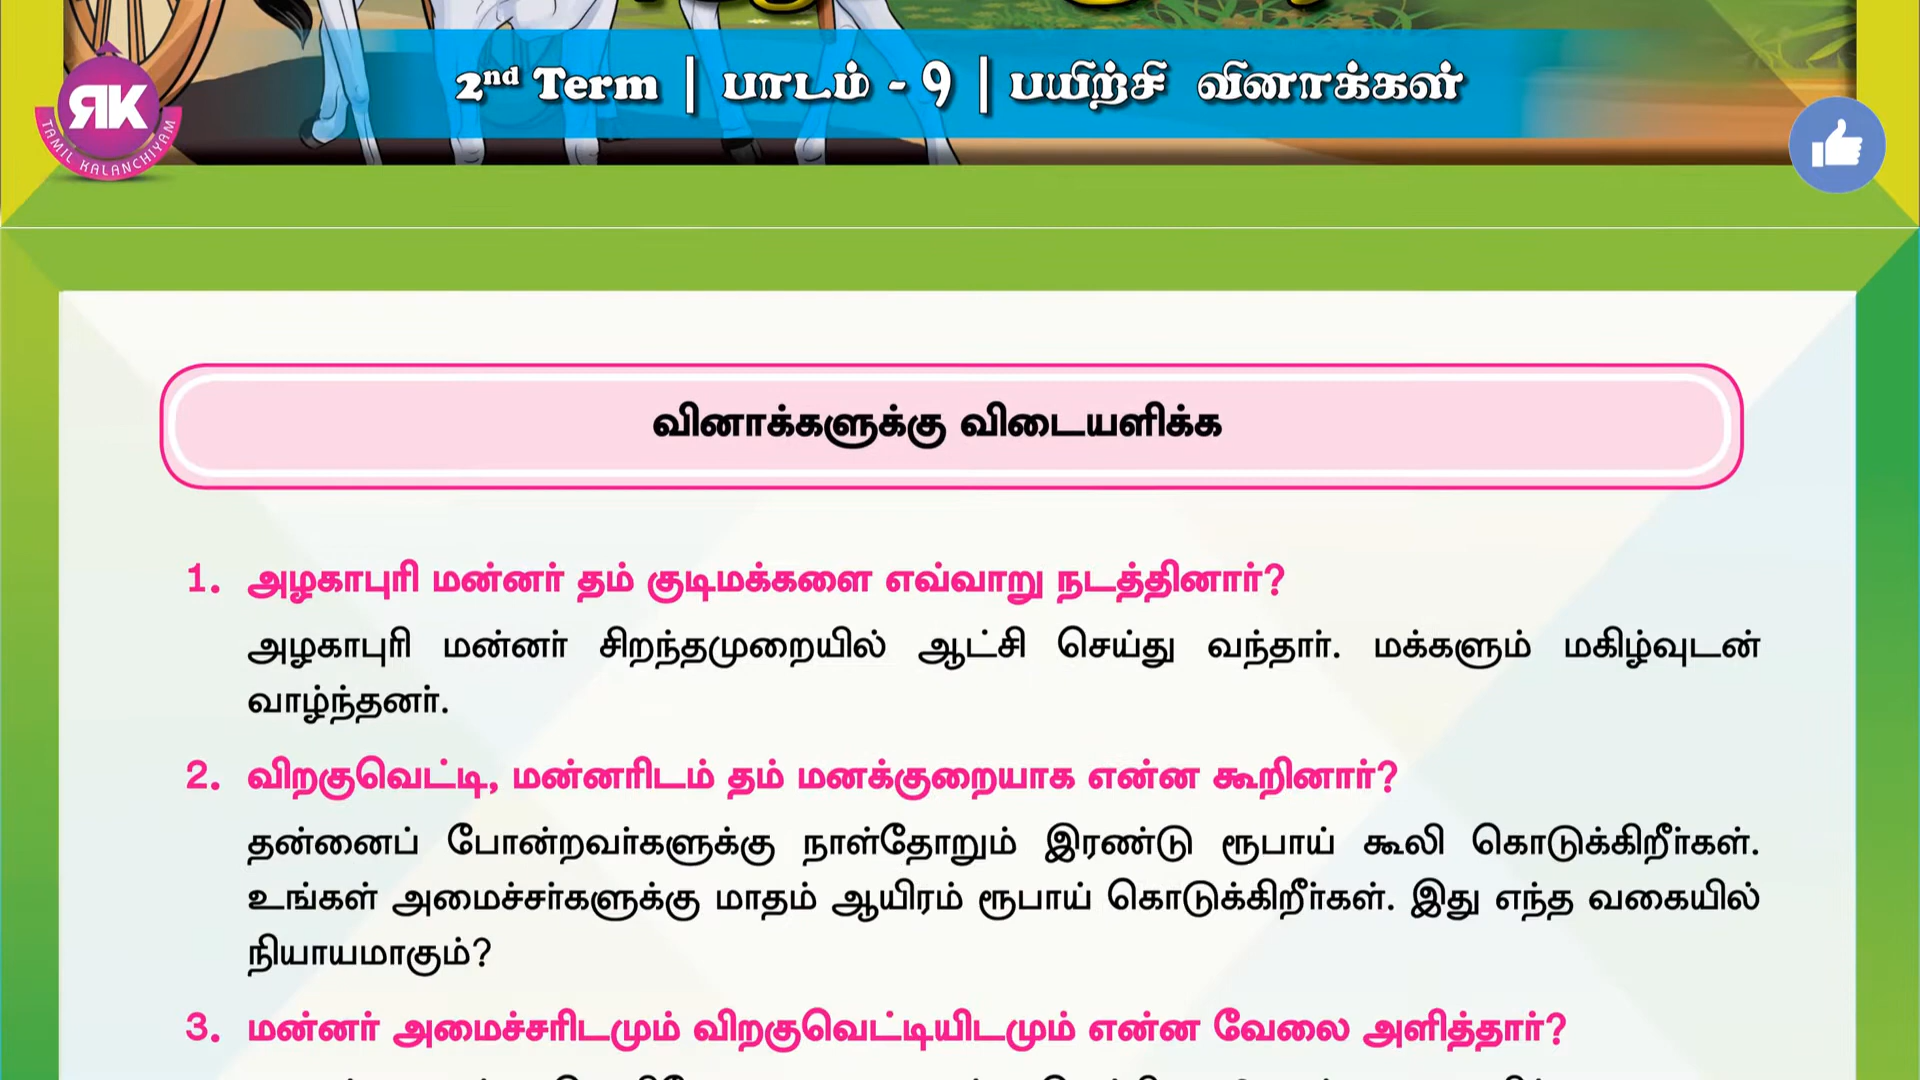 2nd Term | பாடம் - 9 | பயிற்சி வினாக்கள்
RK
TAMIL KALANCHIYAM
வினாக்களுக்கு விடையளிக்க
1. அழகாபுரி மன்னர் தம் குடிமக்களை எவ்வாறு நடத்தினார்?
அழகாபுரி மன்னர் சிறந்தமுறையில் ஆட்சி செய்து வந்தார். மக்களும் மகிழ்வுடன்
வாழ்ந்தனர்.
2. விறகுவெட்டி, மன்னரிடம் தம் மனக்குறையாக என்ன கூறினார்?
தன்னைப் போன்றவர்களுக்கு நாள்தோறும் இரண்டு ரூபாய் கூலி கொடுக்கிறீர்கள்.
உங்கள் அமைச்சர்களுக்கு மாதம் ஆயிரம் ரூபாய் கொடுக்கிறீர்கள். இது எந்த வகையில்
நியாயமாகும்?
3. மன்னர் அமைச்சரிடமும் விறகுவெட்டியிடமும் என்ன வேலை அளித்தார்?